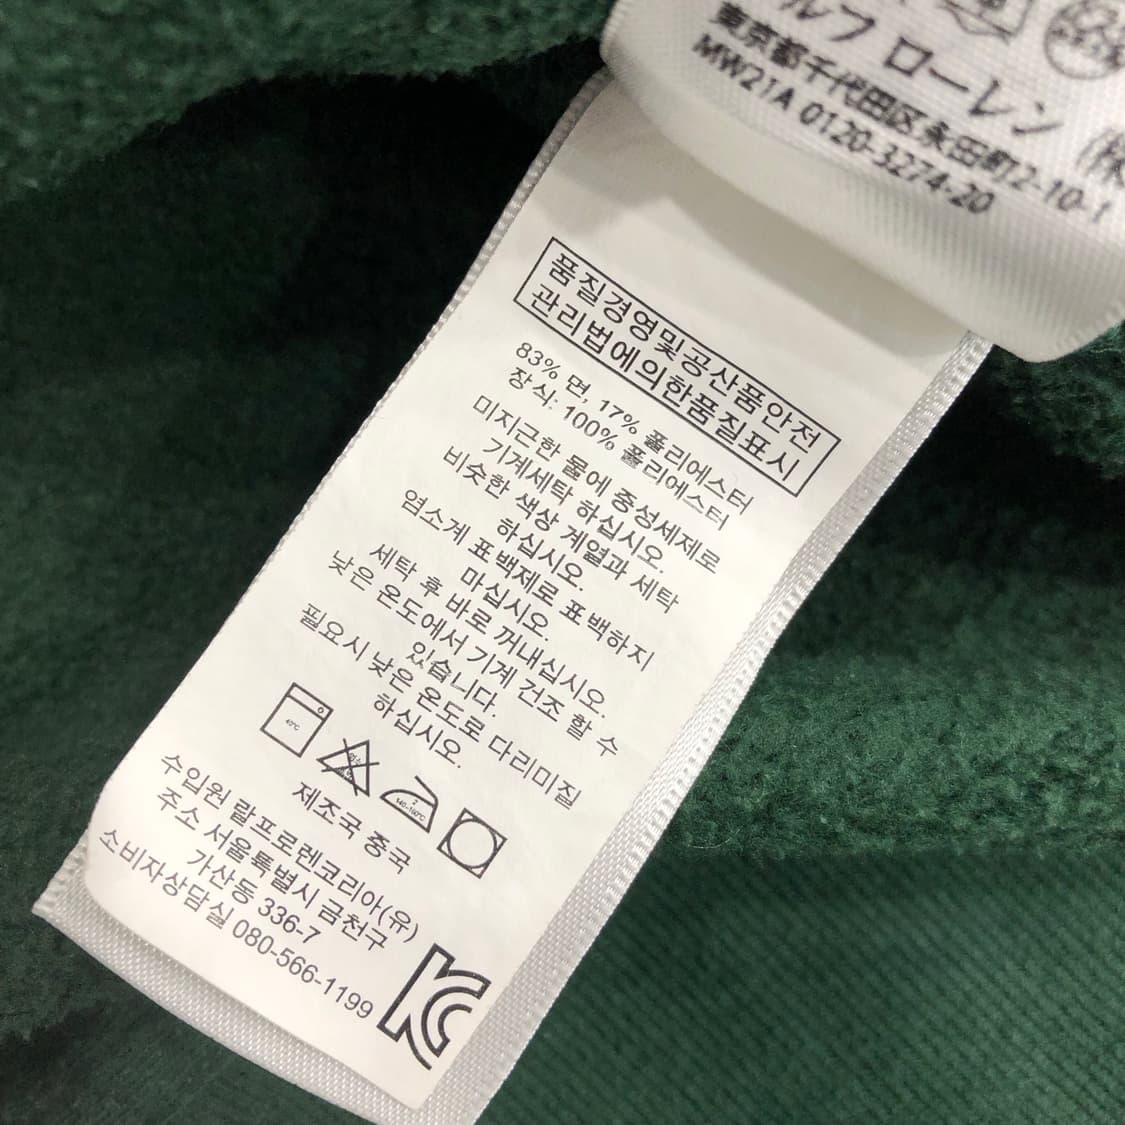 ルフ ローレン (株
東京都千代田区永田町2-10-1
MW21A 0120-3274-20
품질경영및공산품안전
관리법에의한품질표시
83% 면, 17% 폴리에스터
장식: 100% 폴리에스터
미지근한 물에 중성세제로
기계세탁 하십시오.
비슷한 색상 계열과 세탁
하십시오.
염소계 표백제로 표백하지
마십시오.
세탁 후 바로 꺼내십시오.
낮은 온도에서 기계 건조 할 수
있습니다.
필요시 낮은 온도로 다리미질
하십시오.
제조국 중국
수입원 랄프로렌코리아(유)
주소 서울특별시 금천구
가산동 336-7
소비자상담실 080-566-1199
KC